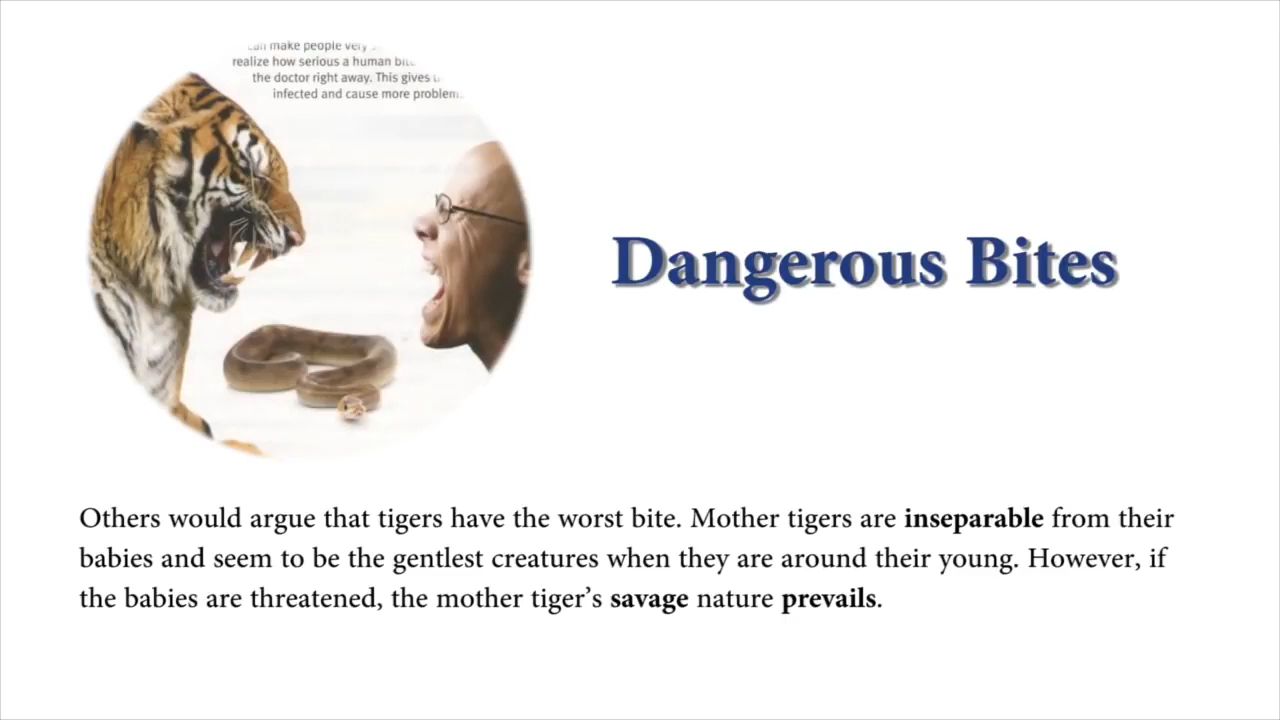 make people very
realize how serious a human
the doctor right away. This gives
infected and cause more problem
Dangerous Bites
Others would argue that tigers have the worst bite. Mother tigers are inseparable from their
babies and seem to be the gentlest creatures when they are around their young. However, if
the babies are threatened, the mother tiger’s savage nature prevails.